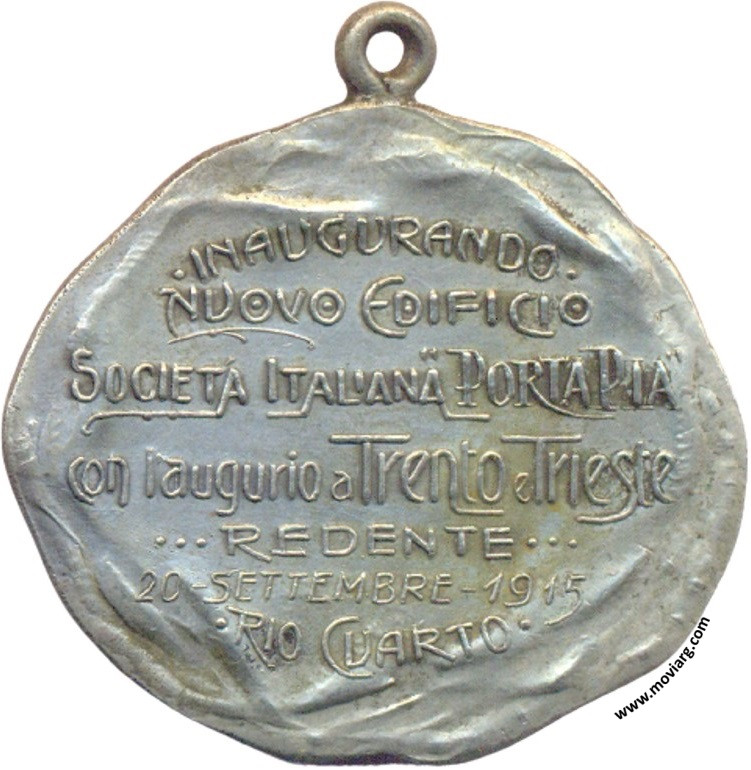 ·INAUGURANDO·
NUOVO EDIFICIO
SOCIETÁ ITALIANA "PORTA PIA"
con l'augurio a Trento e Trieste
···REDENTE···
20-SETTEMBRE-1915
·RIO CUARTO·
www.moviarg.com